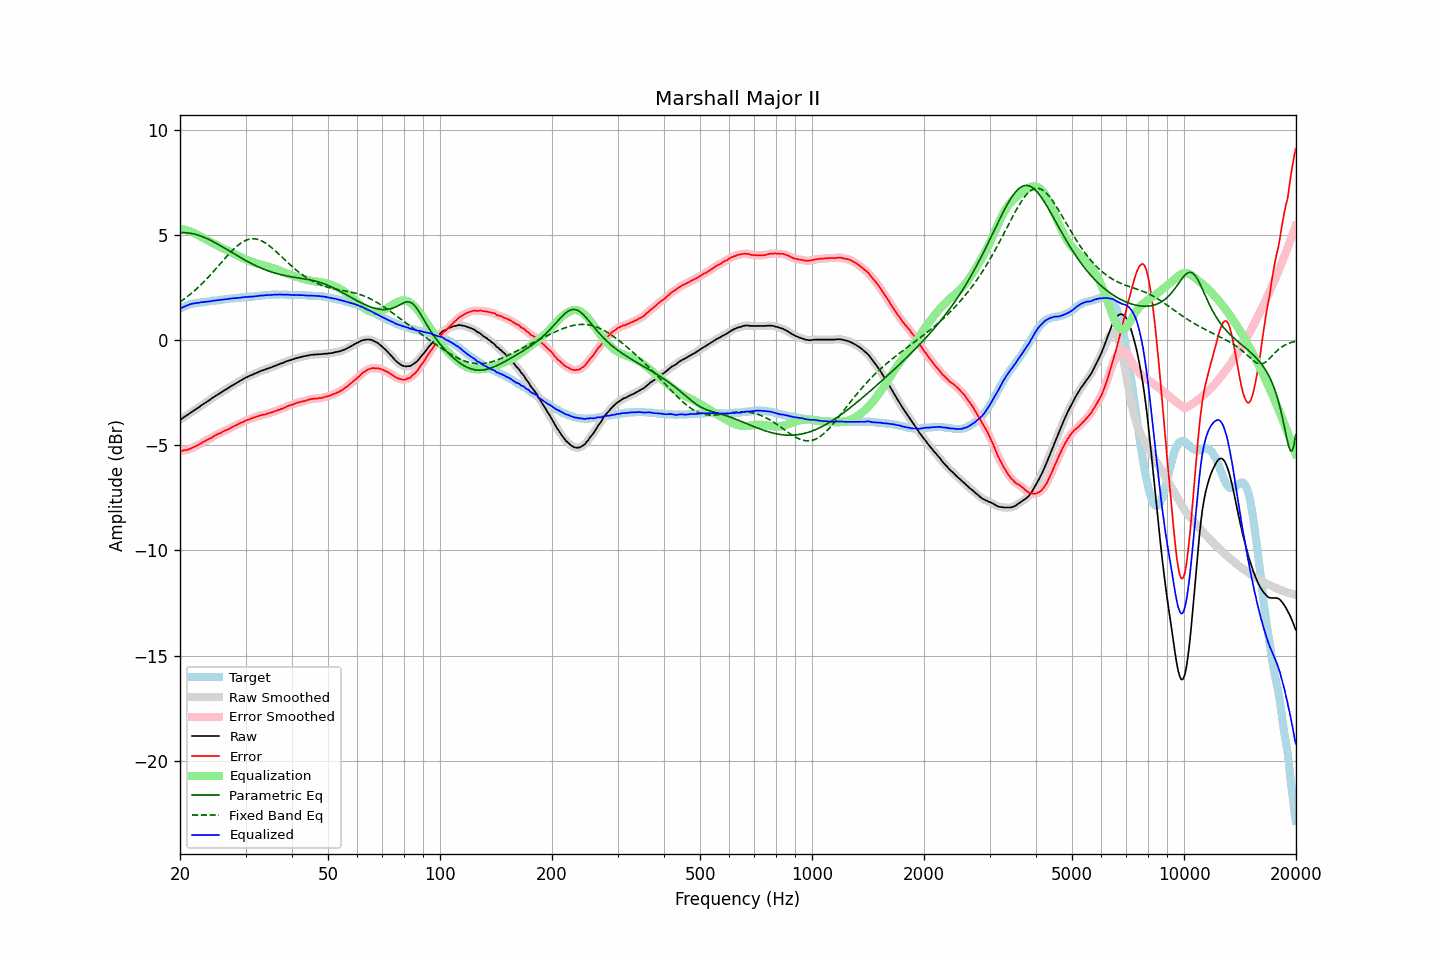 Marshall Major II
10
5
0
−5
−10
−15
−20
Amplitude (dBr)
Target
Raw Smoothed
Error Smoothed
Raw
Error
Equalization
Parametric Eq
Fixed Band Eq
Equalized
20 50 100 200 500 1000 2000 5000 10000 20000
Frequency (Hz)